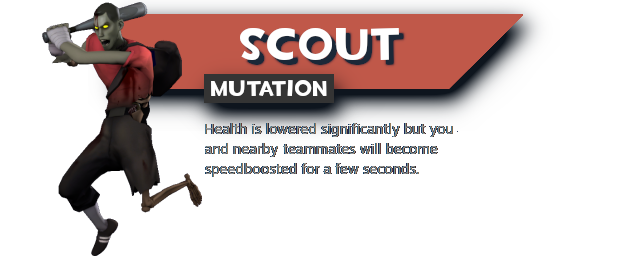 SCOUT
MUTATION
Health is lowered significantly but you
and nearby teammates will become
speedboosted for a few seconds.